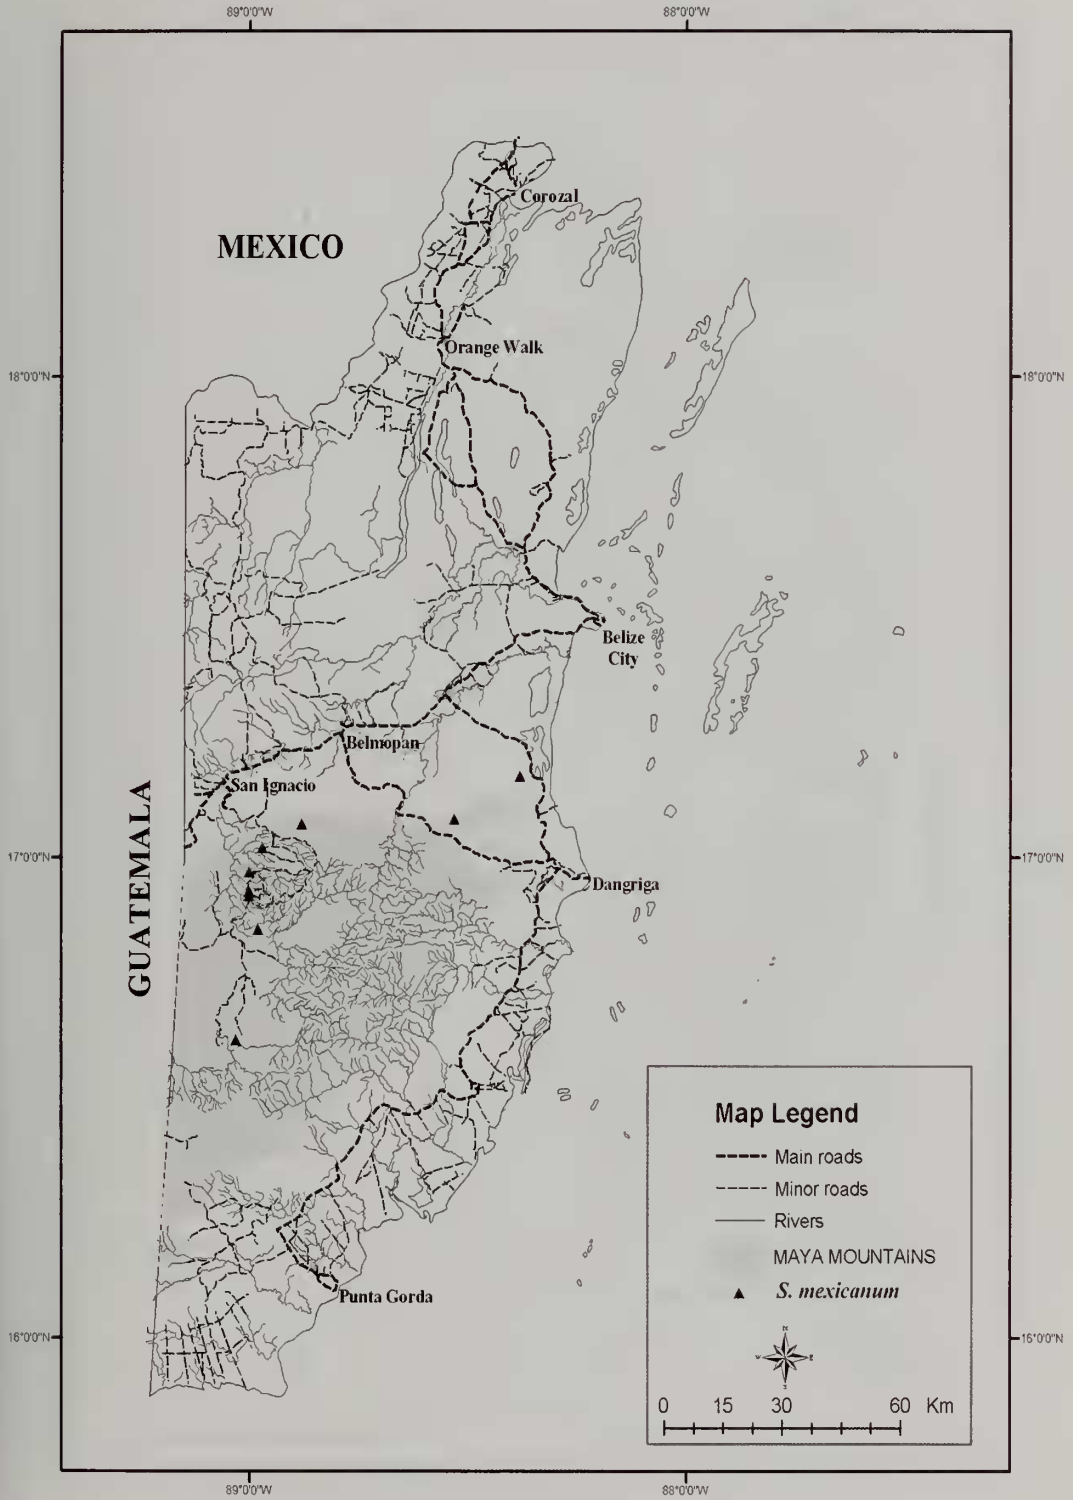 89°0'0"W 88°0'0"W
Corozal
MEXICO
Orange Walk
18°0'0"N 18°0'0"N
Belize
City
Belmopan
San Ignacio
GUATEMALA
17°0'0"N 17°0'0"N
Dangriga
Map Legend
Main roads
Minor roads
Rivers
MAYA MOUNTAINS
S. mexicanum
Punta Gorda
N
W E
S
16°0'0"N 16°0'0"N
0 15 30 60 Km
89°0'0"W 88°0'0"W